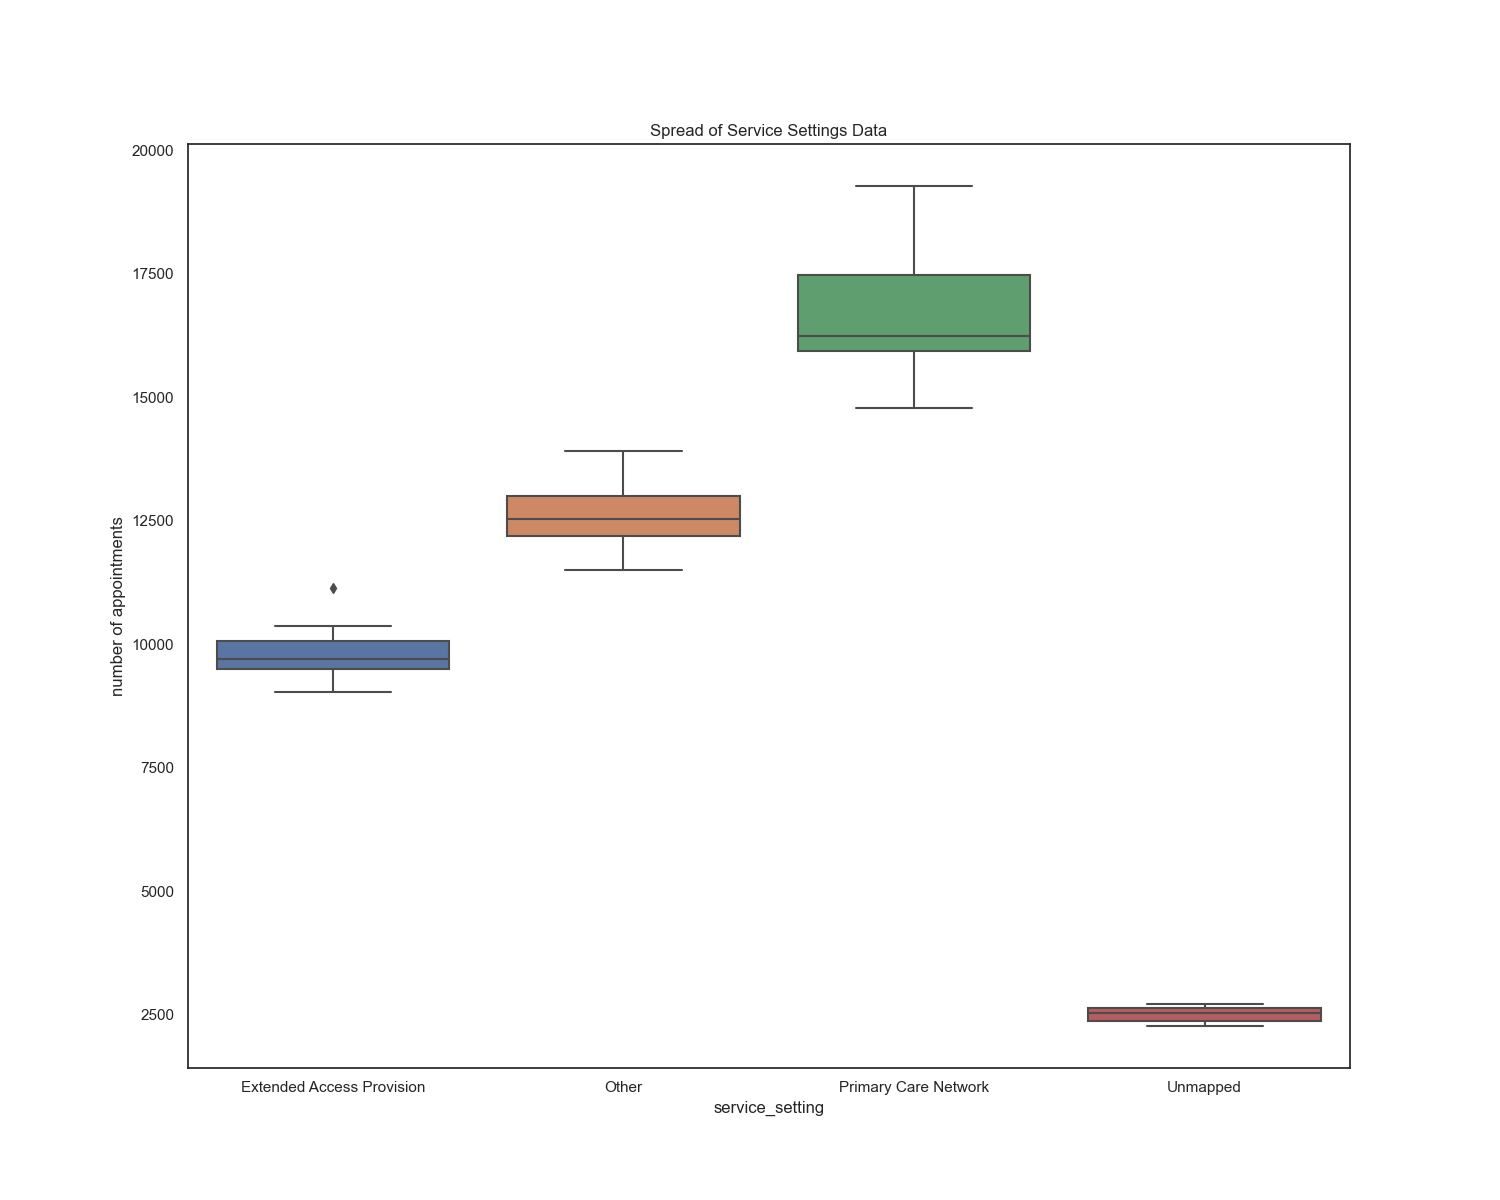 Spread of Service Settings Data
20000
17500
15000
12500
10000
7500
5000
2500
number of appointments
Extended Access Provision
Other
Primary Care Network
Unmapped
service_setting